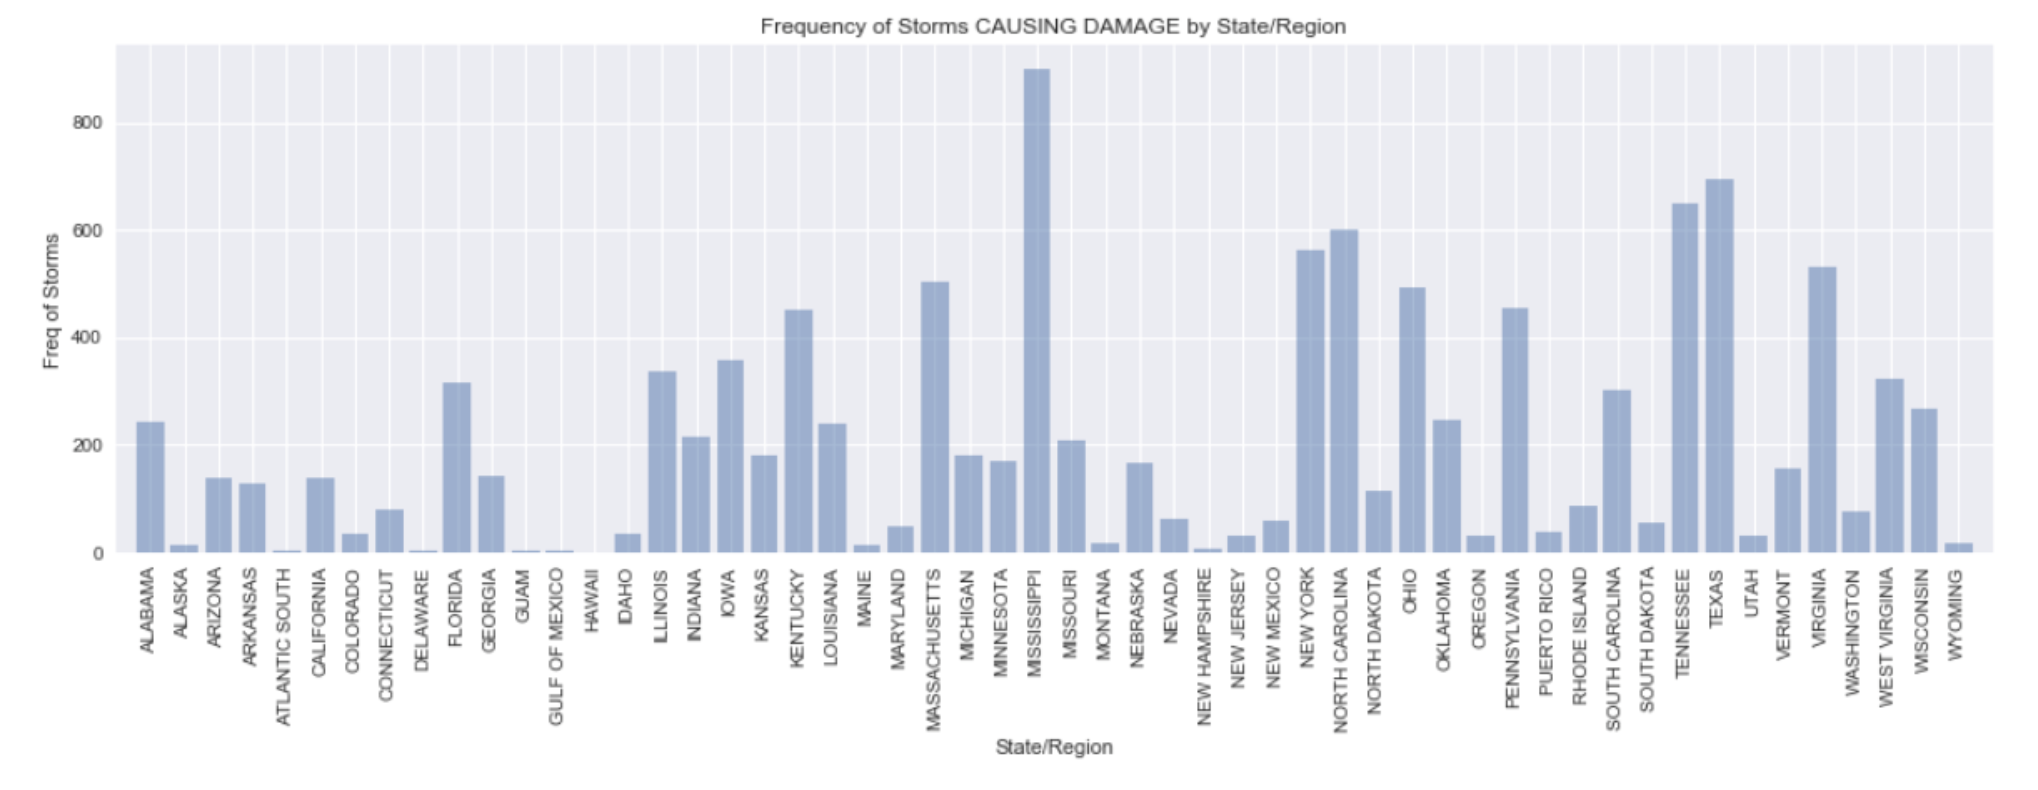 Frequency of Storms CAUSING DAMAGE by State/Region
800
600
400
200
0
Freq of Storms
ALABAMA
ALASKA
ARIZONA
ARKANSAS
ATLANTIC SOUTH
CALIFORNIA
COLORADO
CONNECTICUT
DELAWARE
FLORIDA
GEORGIA
GUAM
GULF OF MEXICO
HAWAII
IDAHO
ILLINOIS
INDIANA
IOWA
KANSAS
KENTUCKY
LOUISIANA
MAINE
MARYLAND
MASSACHUSETTS
MICHIGAN
MINNESOTA
MISSISSIPPI
MISSOURI
MONTANA
NEBRASKA
NEVADA
NEW HAMPSHIRE
NEW JERSEY
NEW MEXICO
NEW YORK
NORTH CAROLINA
NORTH DAKOTA
OHIO
OKLAHOMA
OREGON
PENNSYLVANIA
PUERTO RICO
RHODE ISLAND
SOUTH CAROLINA
SOUTH DAKOTA
TENNESSEE
TEXAS
UTAH
VERMONT
VIRGINIA
WASHINGTON
WEST VIRGINIA
WISCONSIN
WYOMING
State/Region